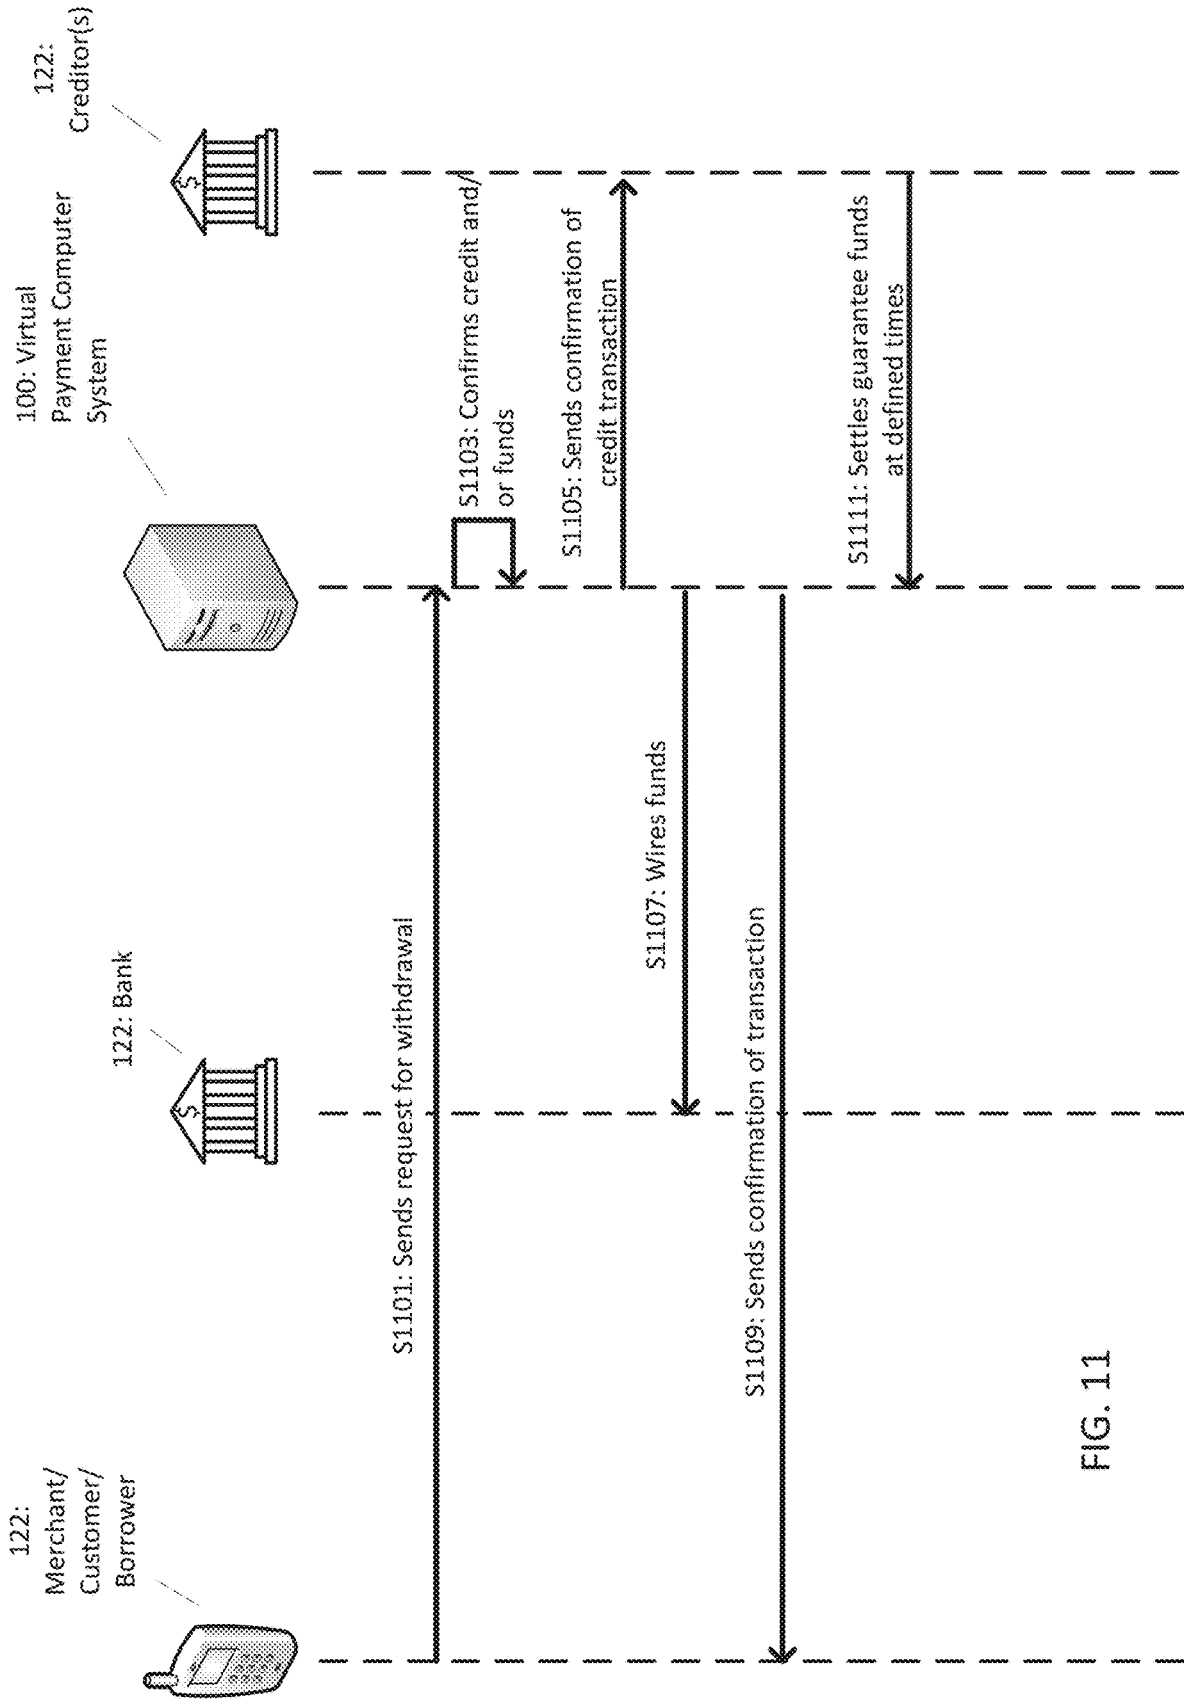 122:
Merchant/
Customer/
Borrower
122: Bank
100: Virtual
Payment Computer
System
122:
Creditor(s)
$
$
S1101: Sends request for withdrawal
S1103: Confirms credit and/
or funds
S1105: Sends confirmation of
credit transaction
S1107: Wires funds
S1109: Sends confirmation of transaction
S1111: Settles guarantee funds
at defined times
FIG. 11